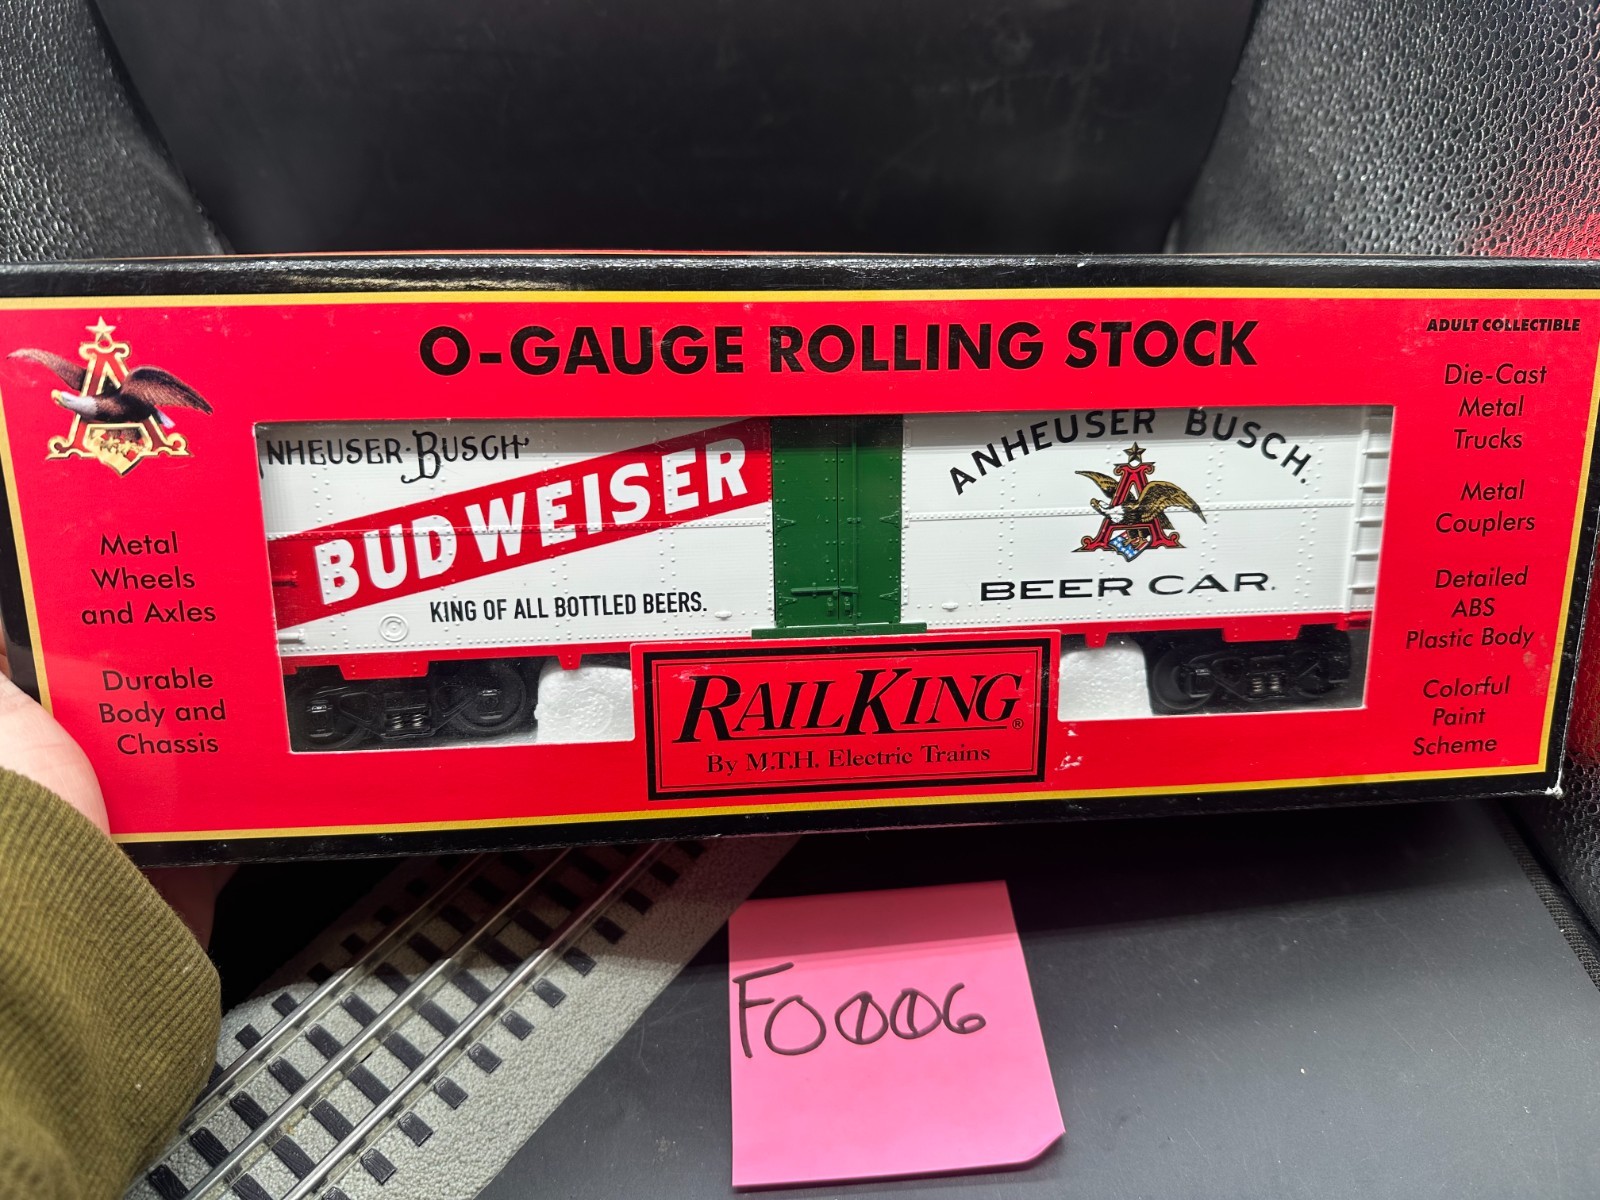 O-GAUGE ROLLING STOCK
ADULT COLLECTIBLE
Metal
Wheels
and Axles
Durable
Body and
Chassis
NHEUSER-BUSCH
BUDWEISER
KING OF ALL BOTTLED BEERS.
ANHEUSER BUSCH.
A
BEER CAR.
Die-Cast
Metal
Trucks
Metal
Couplers
Detailed
ABS
Plastic Body
Colorful
Paint
Scheme
RAILKING®
By M.T.H. Electric Trains
F0006